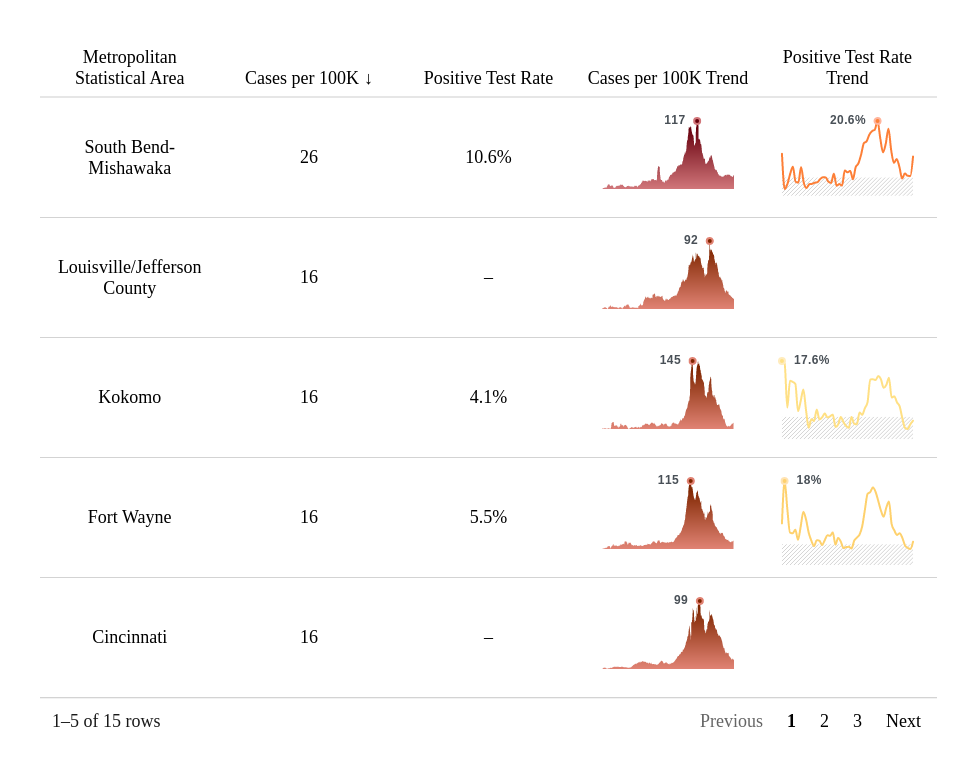 Metropolitan
Statistical Area
Cases per 100K ↓
Positive Test Rate
Cases per 100K Trend
Positive Test Rate
Trend
South Bend-
Mishawaka
26
10.6%
117
20.6%
Louisville/Jefferson
County
16
–
92
Kokomo
16
4.1%
145
17.6%
Fort Wayne
16
5.5%
115
18%
Cincinnati
16
–
99
1–5 of 15 rows
Previous 1 2 3 Next